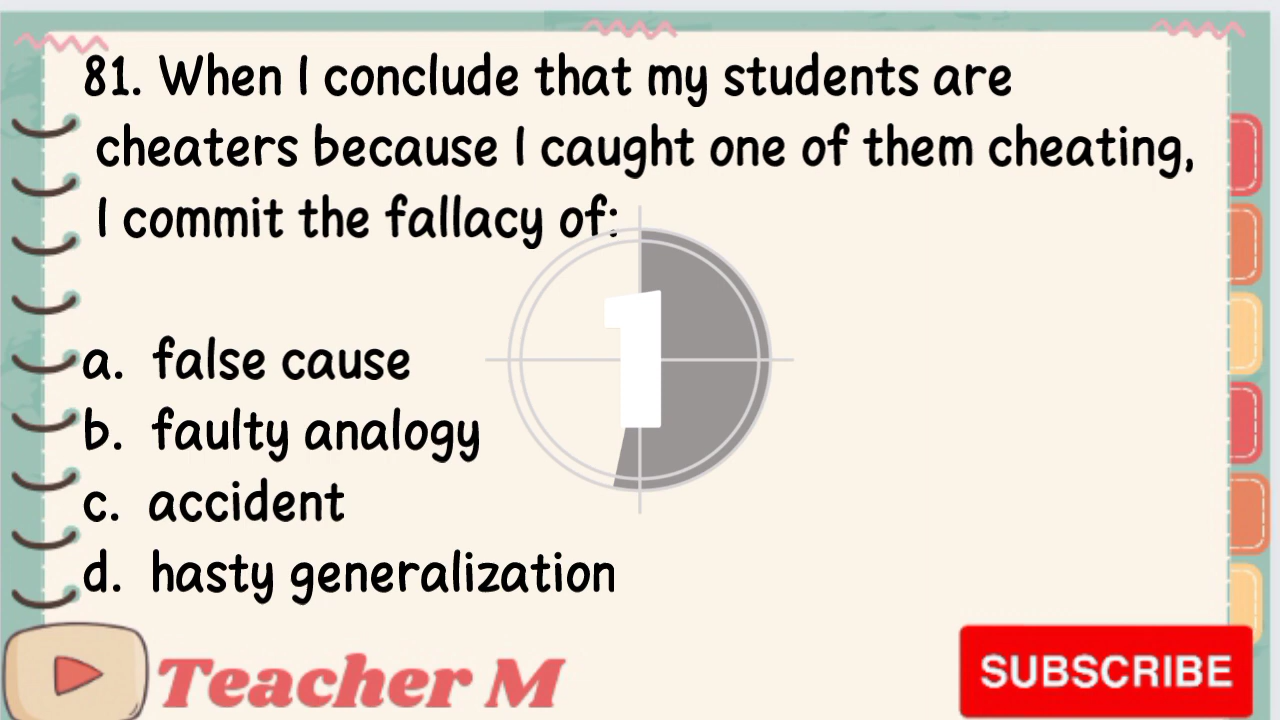 81. When I conclude that my students are
cheaters because I caught one of them cheating,
I commit the fallacy of:
1
a. false cause
b. faulty analogy
c. accident
d. hasty generalization
Teacher M
SUBSCRIBE